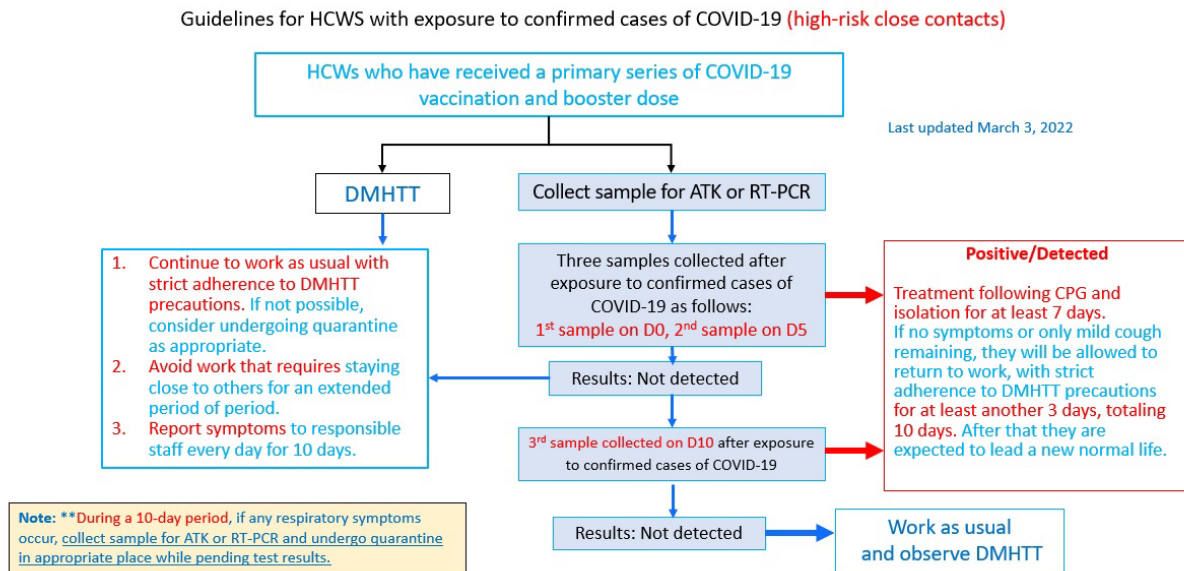 Guidelines for HCWS with exposure to confirmed cases of COVID-19 (high-risk close contacts)
HCWs who have received a primary series of COVID-19
vaccination and booster dose
Last updated March 3, 2022
DMHTT
Collect sample for ATK or RT-PCR
1. Continue to work as usual with
strict adherence to DMHTT
precautions. If not possible,
consider undergoing quarantine
as appropriate.
2. Avoid work that requires staying
close to others for an extended
period of period.
3. Report symptoms to responsible
staff every day for 10 days.
Three samples collected after
exposure to confirmed cases of
COVID-19 as follows:
1st sample on D0, 2nd sample on D5
Positive/Detected
Treatment following CPG and
isolation for at least 7 days.
If no symptoms or only mild cough
remaining, they will be allowed to
return to work, with strict
adherence to DMHTT precautions
for at least another 3 days, totaling
10 days. After that they are
expected to lead a new normal life.
Results: Not detected
3rd sample collected on D10 after exposure
to confirmed cases of COVID-19
Note: **During a 10-day period, if any respiratory symptoms
occur, collect sample for ATK or RT-PCR and undergo quarantine
in appropriate place while pending test results.
Results: Not detected
Work as usual
and observe DMHTT